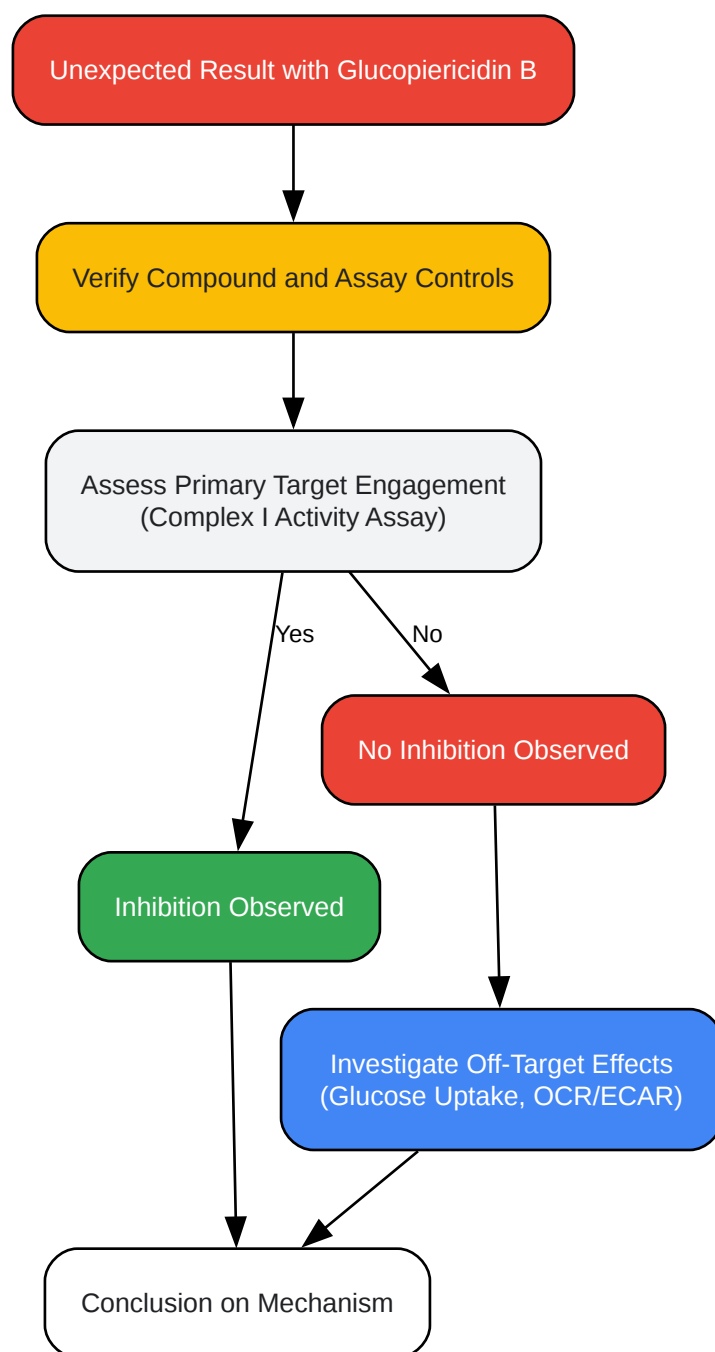 Unexpected Result with Glucopiericidin B
Verify Compound and Assay Controls
Assess Primary Target Engagement
(Complex I Activity Assay)
Yes
No
No Inhibition Observed
Inhibition Observed
Investigate Off-Target Effects
(Glucose Uptake, OCR/ECAR)
Conclusion on Mechanism